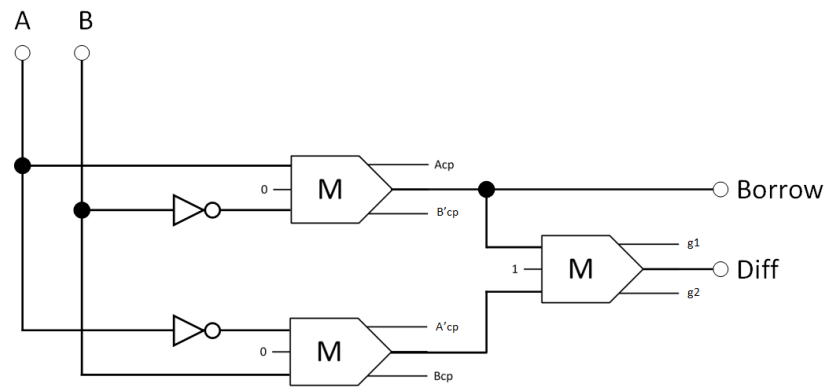 A B
Acp
0 M Borrow
B'cp
g1
1 M Diff
g2
A'cp
0 M
Bcp